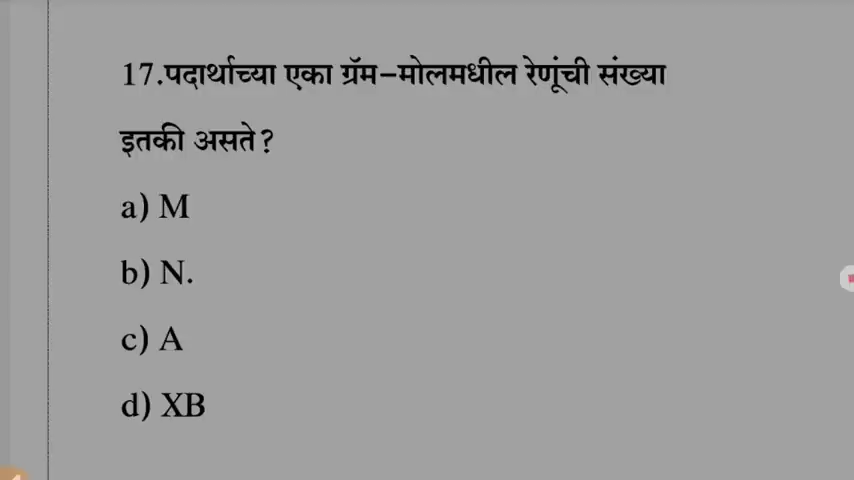 17.पदार्थाच्या एका ग्रॅम-मोलमधील रेणूंची संख्या
इतकी असते?
a) M
b) N.
c) A
d) XB